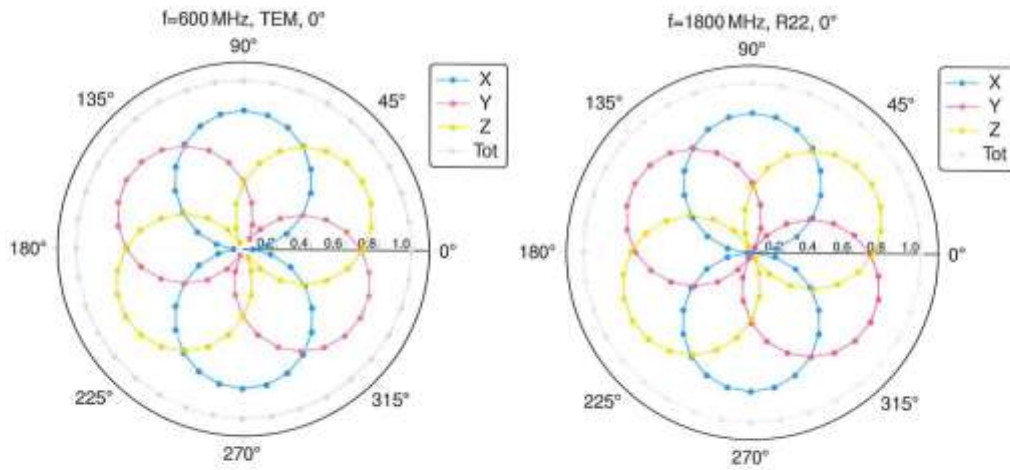 f=600 MHz, TEM, 0°
90°
135°
45°
180°
0°
225°
315°
270°
0.2 0.4 0.6 0.8 1.0
X
Y
Z
Tot
f=1800 MHz, R22, 0°
90°
135°
45°
180°
0°
225°
315°
270°
0.2 0.4 0.6 0.8 1.0
X
Y
Z
Tot